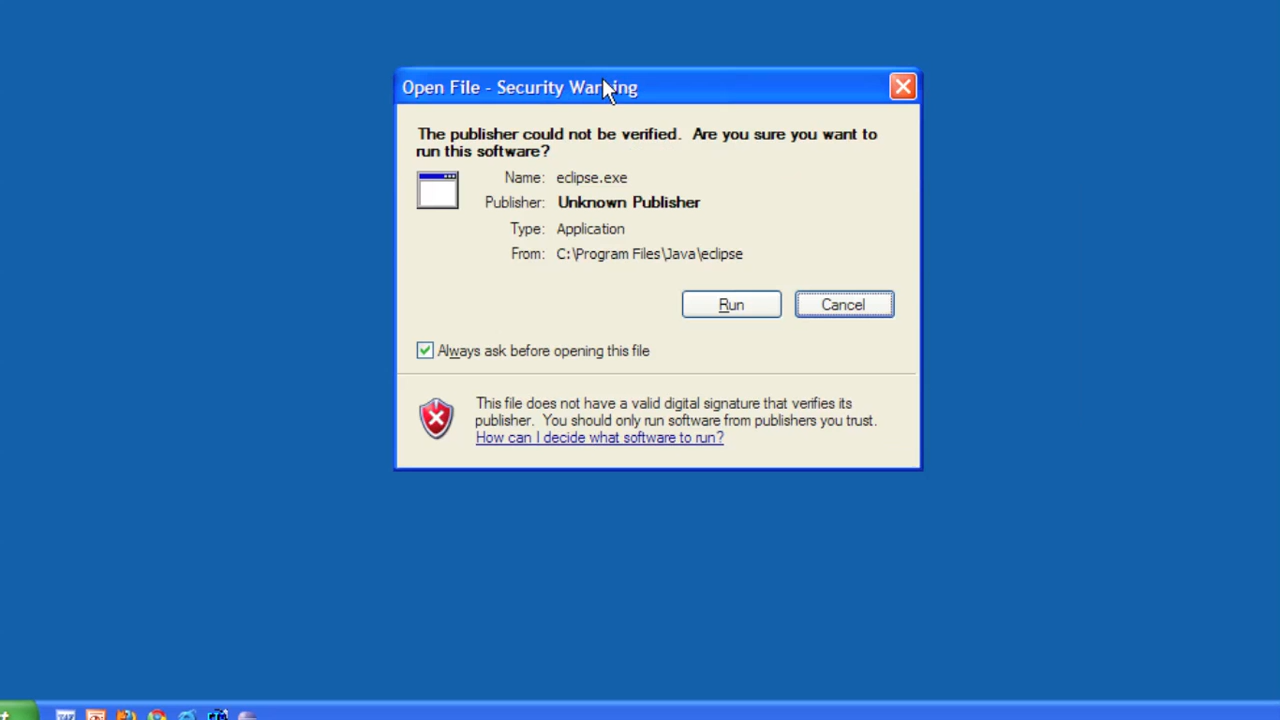 Open File - Security Warning
The publisher could not be verified. Are you sure you want to
run this software?
Name: eclipse.exe
Publisher: Unknown Publisher
Type: Application
From: C:\Program Files\Java\eclipse
Run Cancel
Always ask before opening this file
This file does not have a valid digital signature that verifies its
publisher. You should only run software from publishers you trust.
How can I decide what software to run?